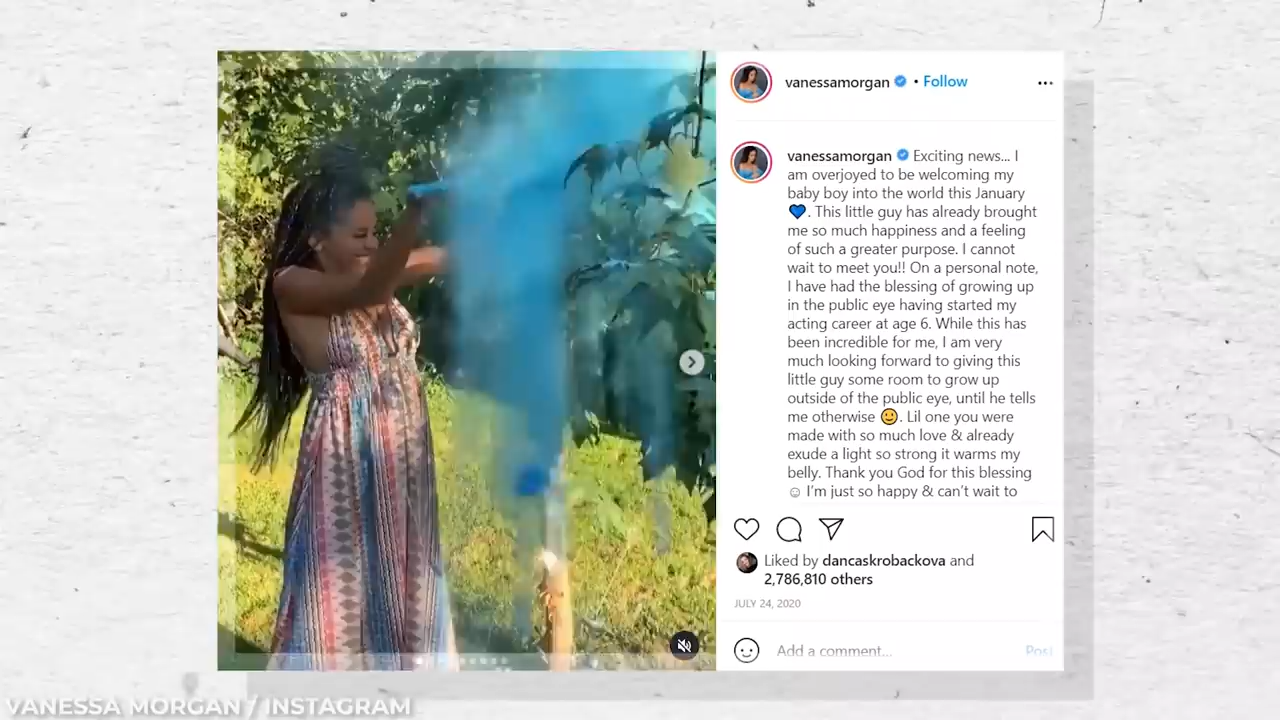 vanessamorgan • Follow
vanessamorgan Exciting news... I
am overjoyed to be welcoming my
baby boy into the world this January
💙. This little guy has already brought
me so much happiness and a feeling
of such a greater purpose. I cannot
wait to meet you!! On a personal note,
I have had the blessing of growing up
in the public eye having started my
acting career at age 6. While this has
been incredible for me, I am very
much looking forward to giving this
little guy some room to grow up
outside of the public eye, until he tells
me otherwise 🙂. Lil one you were
made with so much love & already
exude a light so strong it warms my
belly. Thank you God for this blessing
☺ I'm just so happy & can't wait to
Liked by dancaskrobackova and
2,786,810 others
JULY 24, 2020
Add a comment... Post
VANESSA MORGAN / INSTAGRAM